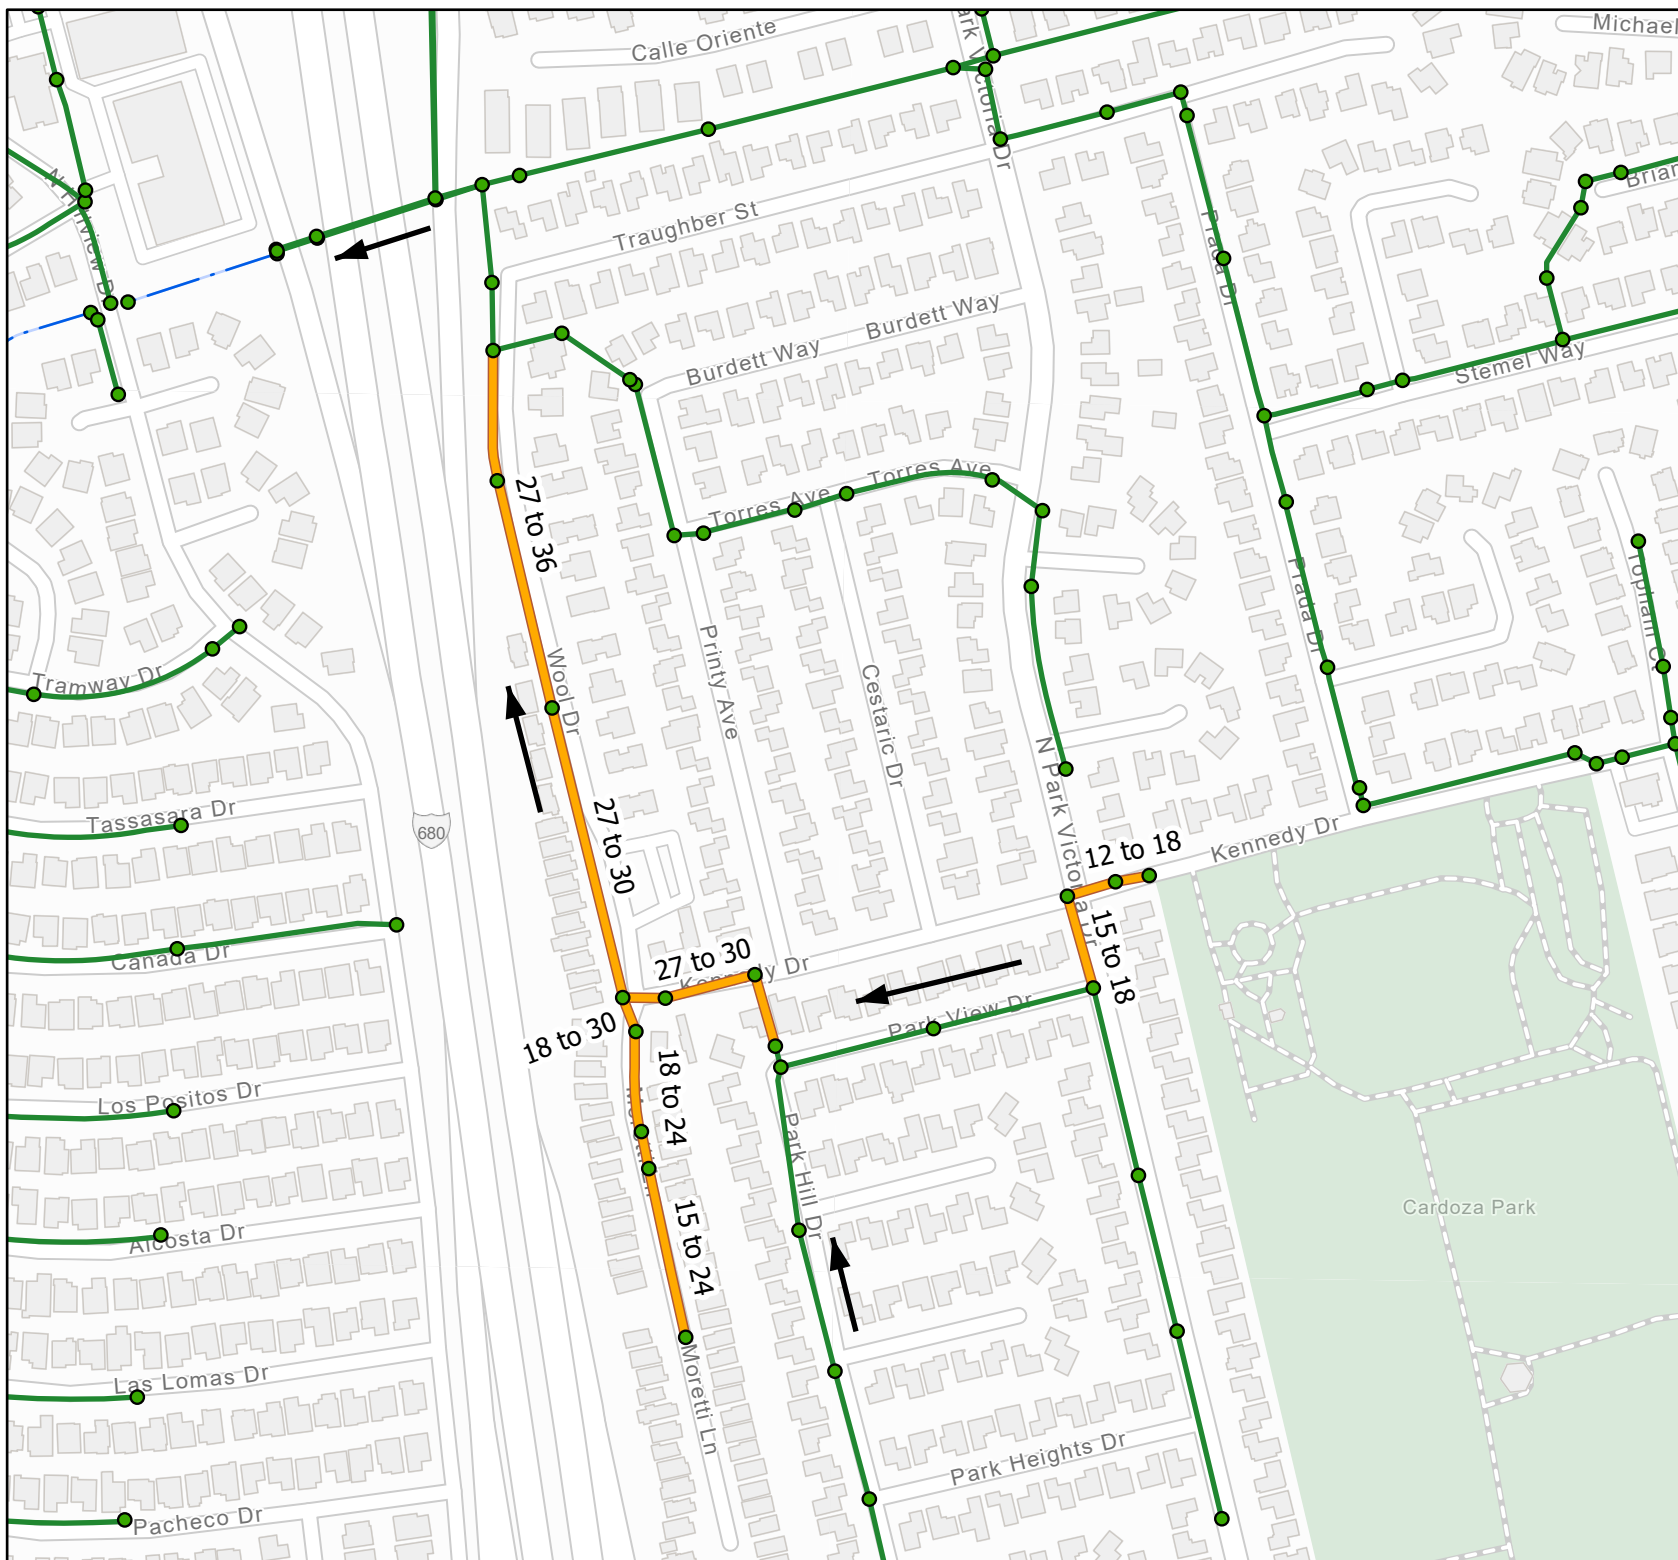 Calle Oriente
Michael
Traughber St
Burdett Way
Burdett Way
Stemel Way
Prada Dr
Torres Ave
Torres Ave
27 to 36
Prada Dr
Tramway Dr
Wool Dr
Printy Ave
Cestaric Dr
Tassasara Dr
680
27 to 30
12 to 18
Kennedy Dr
15 to 18
Canada Dr
27 to 30
Kennedy Dr
Park View Dr
18 to 30
18 to 24
Los Positos Dr
Park Hill Dr
Cardoza Park
15 to 24
Alcosta Dr
Las Lomas Dr
Moretti Ln
Park Heights Dr
Pacheco Dr